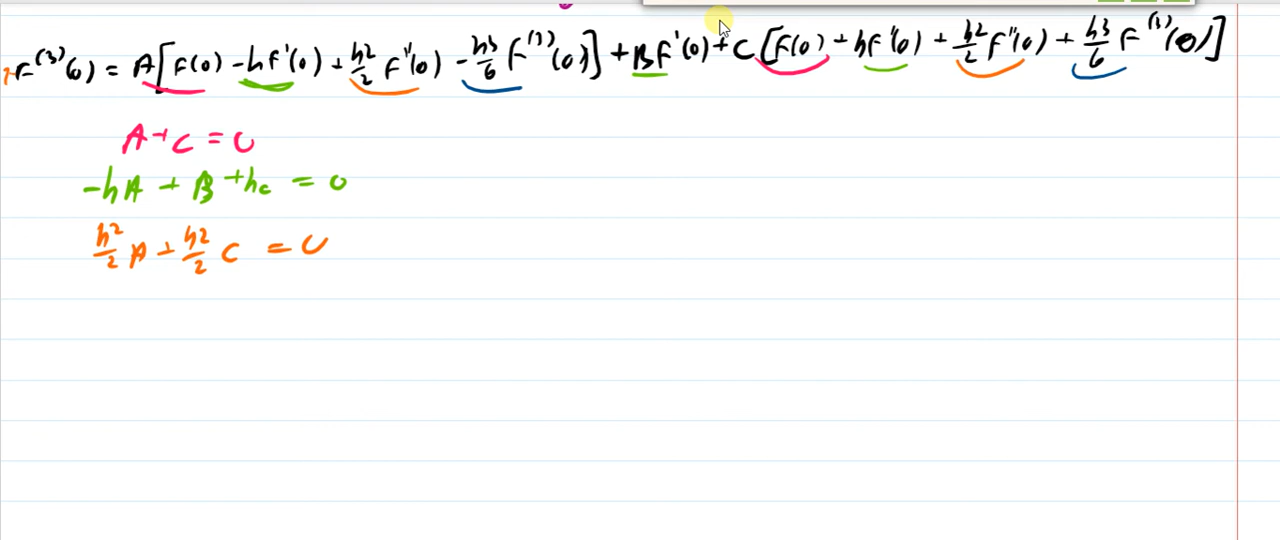 F⁽³⁾(0) = A[F(0) - hF'(0) + h2/2 F''(0) - h3/6 F⁽³⁾(0)] + BF'(0) + C[F(0) + hF'(0) + h2/2 F''(0) + h3/6 F⁽³⁾(0)]
A + C = 0
-hA + B + hc = 0
h²/2 A + h2/2 C = 0